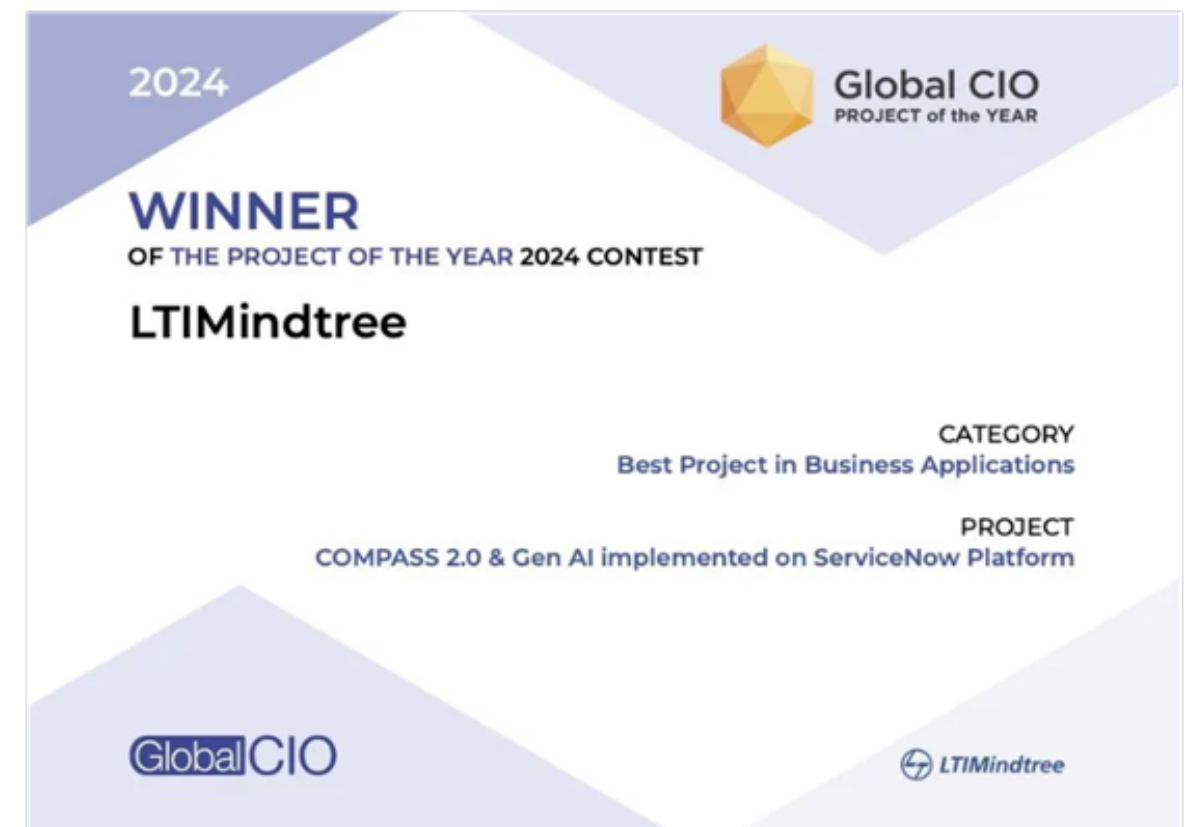 2024
Global CIO
PROJECT of the YEAR
WINNER
OF THE PROJECT OF THE YEAR 2024 CONTEST
LTIMindtree
CATEGORY
Best Project in Business Applications
PROJECT
COMPASS 2.0 & Gen AI implemented on ServiceNow Platform
GlobalCIO
LTIMindtree